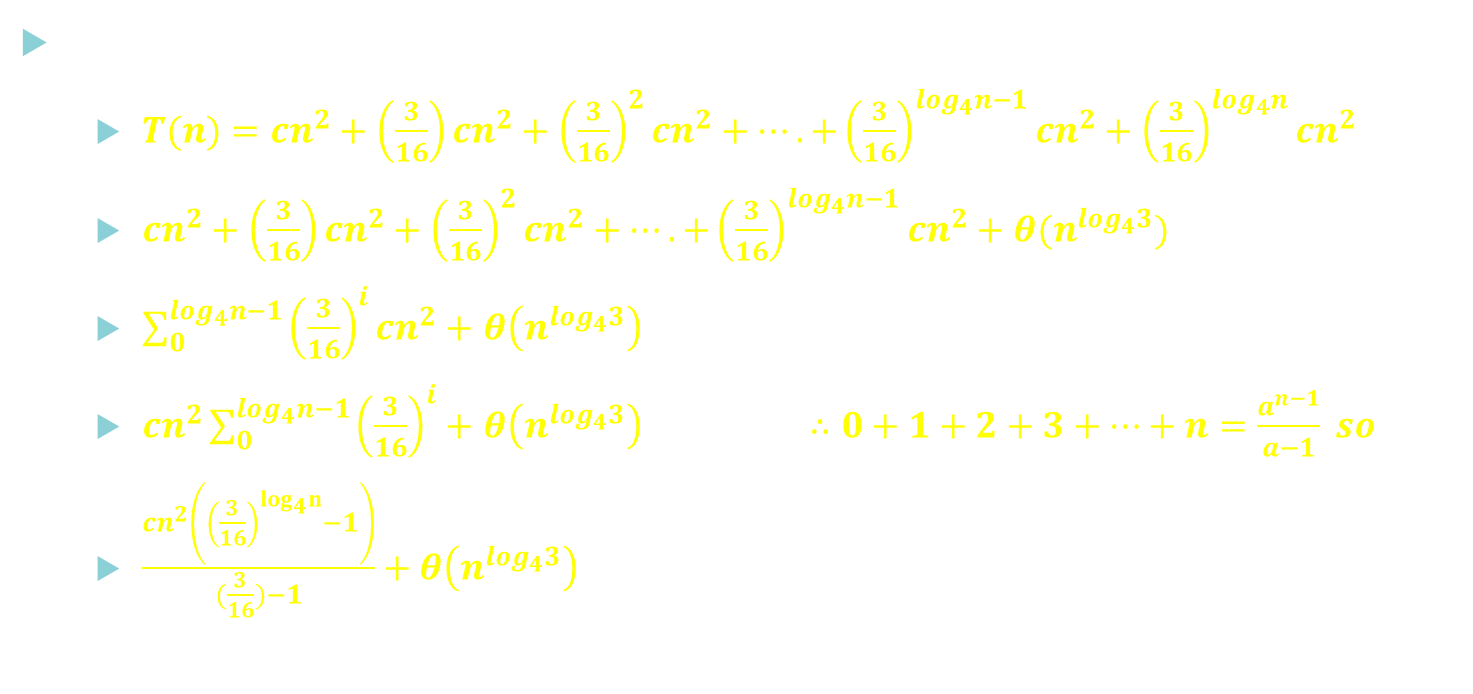 T(n) = cn² + (3/16) cn² + (3/16)² cn² + ⋯ . + (3/16)^(log₄n−1) cn² + (3/16)^(log₄n) cn²
cn² + (3/16) cn² + (3/16)² cn² + ⋯ . + (3/16)^(log₄n−1) cn² + θ(n^(log₄3))
∑₀^(log₄n−1) (3/16)^i cn² + θ(n^(log₄3))
cn² ∑₀^(log₄n−1) (3/16)^i + θ(n^(log₄3)) ∴ 0 + 1 + 2 + 3 + ⋯ + n = a^(n−1)/(a−1) so
cn²((3/16)^(log₄n) −1)/((3/16)−1) + θ(n^(log₄3))